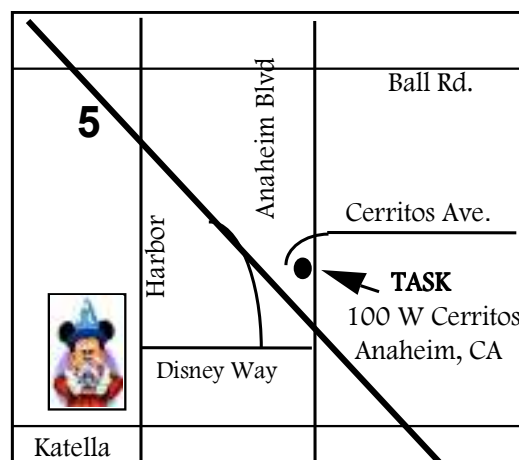 Ball Rd.
5
Anaheim Blvd
Cerritos Ave.
Harbor
TASK
100 W Cerritos
Anaheim, CA
Disney Way
Katella